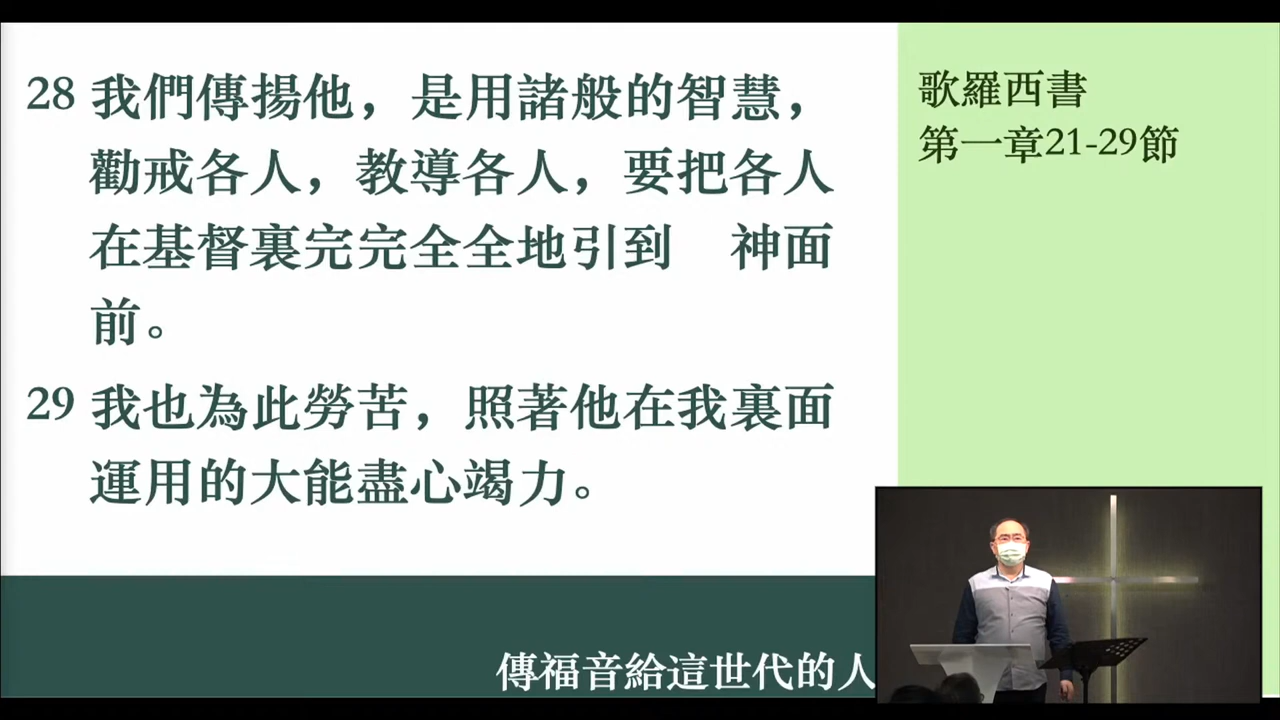 28 我們傳揚他，是用諸般的智慧，
勸戒各人，教導各人，要把各人
在基督裏完完全全地引到　神面
前。
29 我也為此勞苦，照著他在我裏面
運用的大能盡心竭力。
歌羅西書
第一章21-29節
傳福音給這世代的人